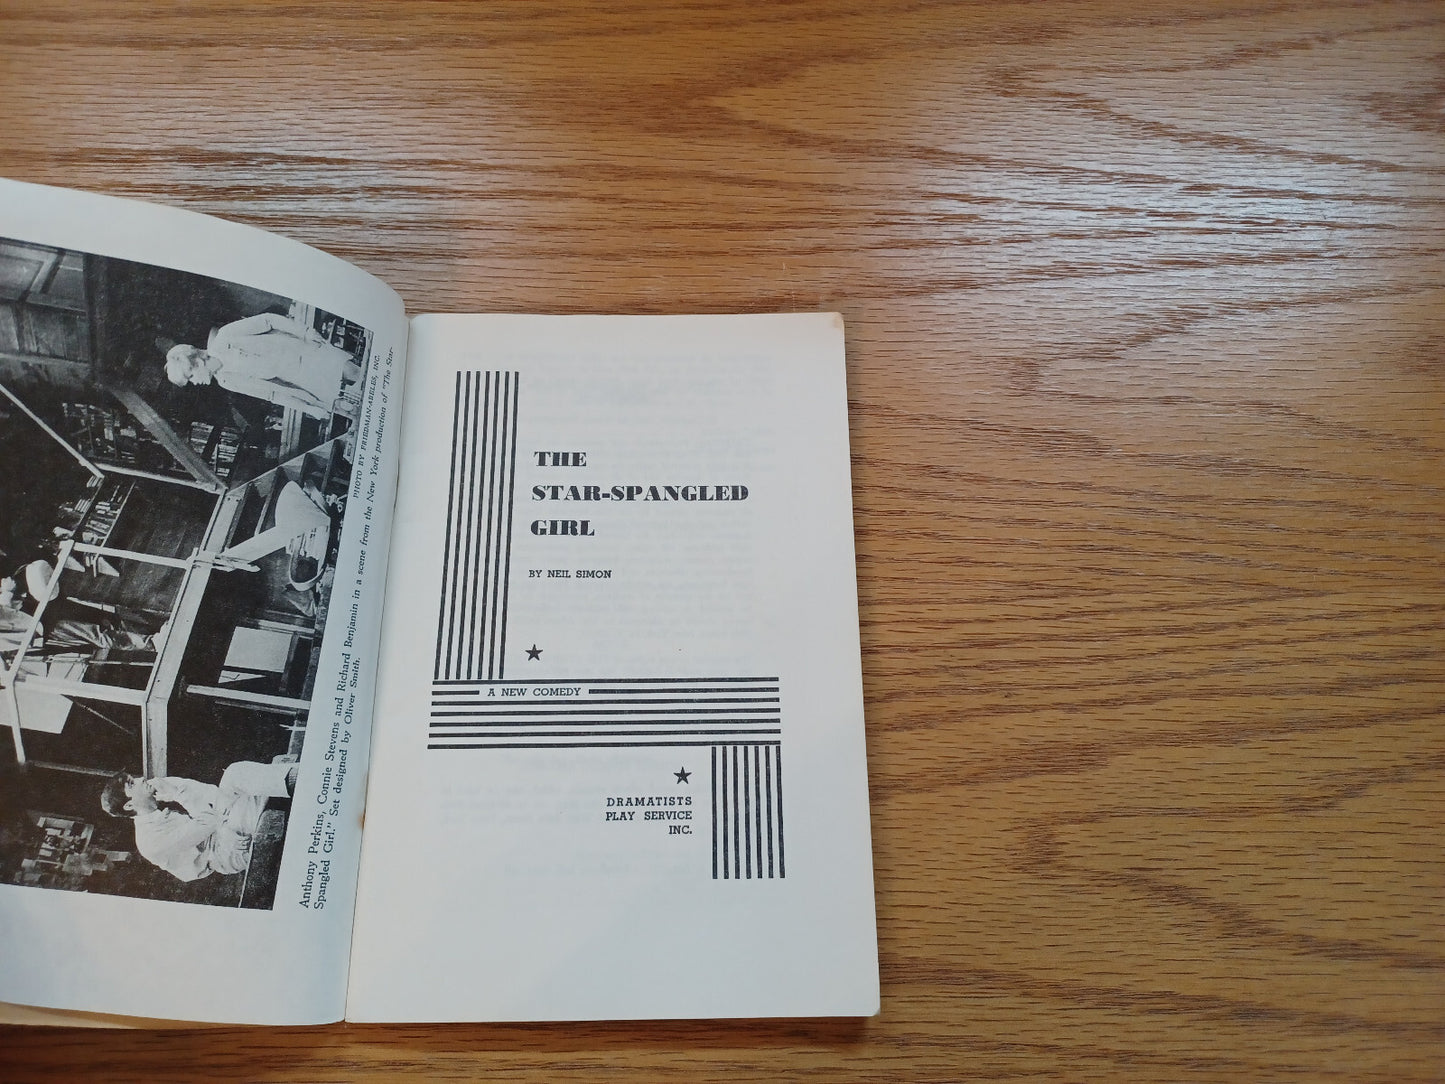 PHOTO BY FRIEDMAN-ABELES, INC.
Anthony Perkins, Connie Stevens and Richard Benjamin in a scene from the New York production of "The Star-
Spangled Girl." Set designed by Oliver Smith.
THE
STAR-SPANGLED
GIRL
BY NEIL SIMON
A NEW COMEDY
DRAMATISTS
PLAY SERVICE
INC.